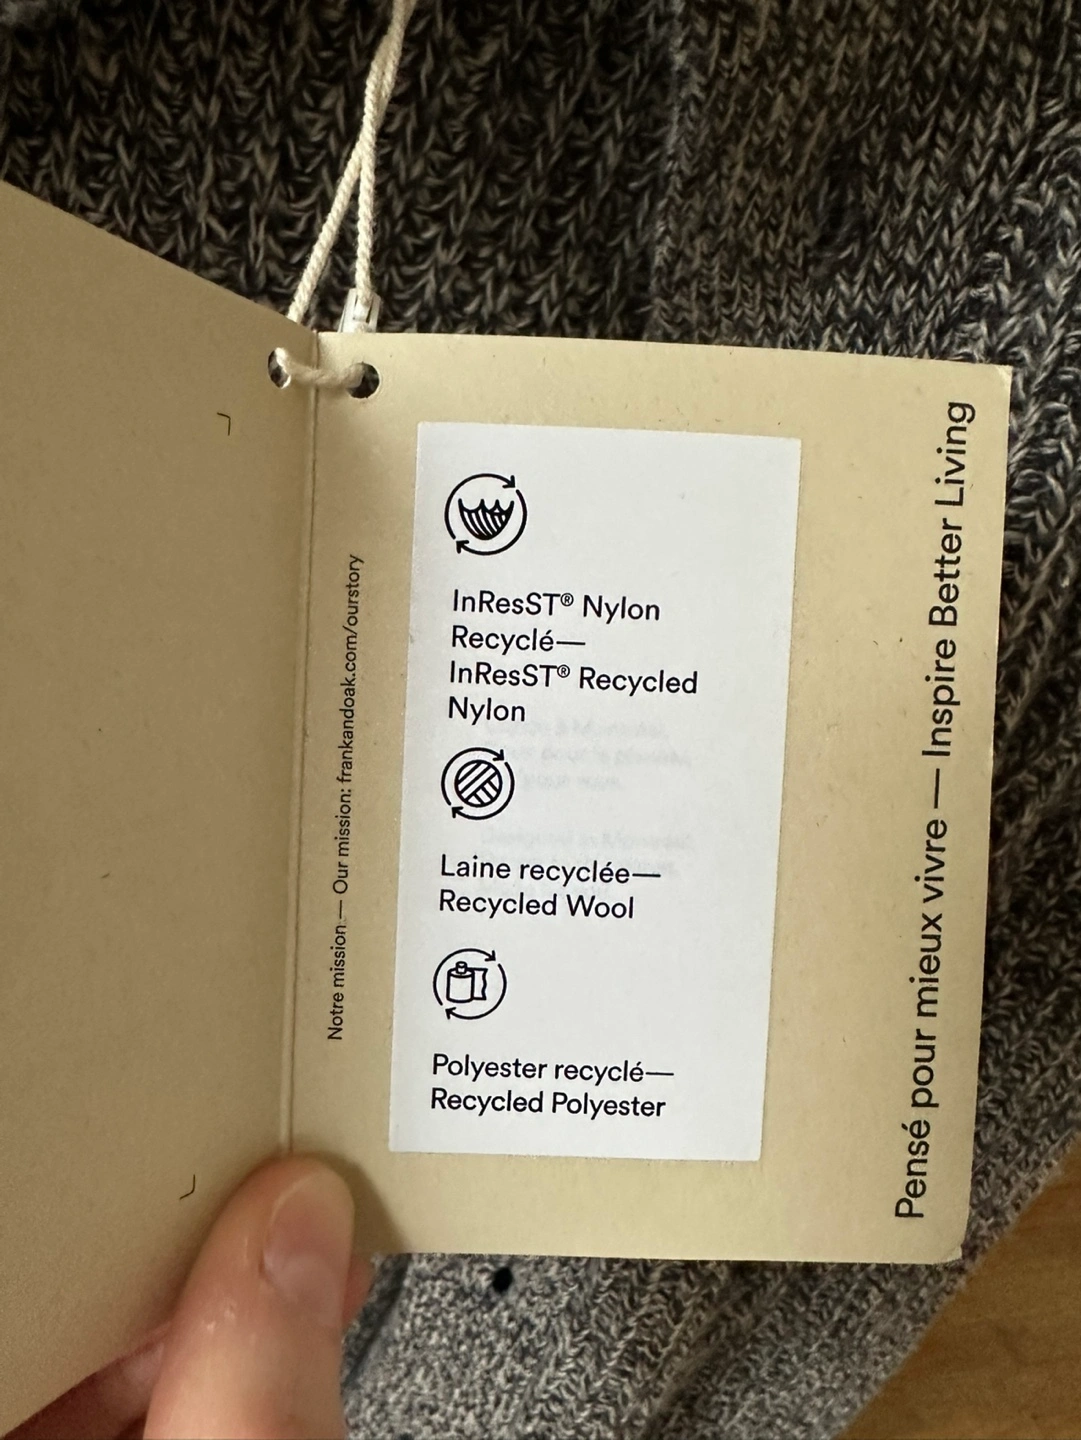 InResST® Nylon
Recyclé—
InResST® Recycled
Nylon
Laine recyclée—
Recycled Wool
Polyester recyclé—
Recycled Polyester
Notre mission — Our mission: frankandoak.com/ourstory
Pensé pour mieux vivre — Inspire Better Living